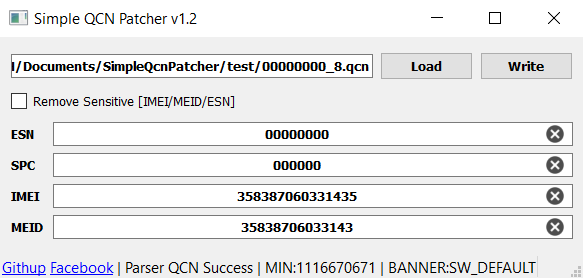 Simple QCN Patcher v1.2
I/Documents/SimpleQcnPatcher/test/00000000_8.qcn Load Write
Remove Sensitive [IMEI/MEID/ESN]
ESN 00000000
SPC 000000
IMEI 358387060331435
MEID 35838706033143
Githup Facebook | Parser QCN Success | MIN:1116670671 | BANNER:SW_DEFAULT